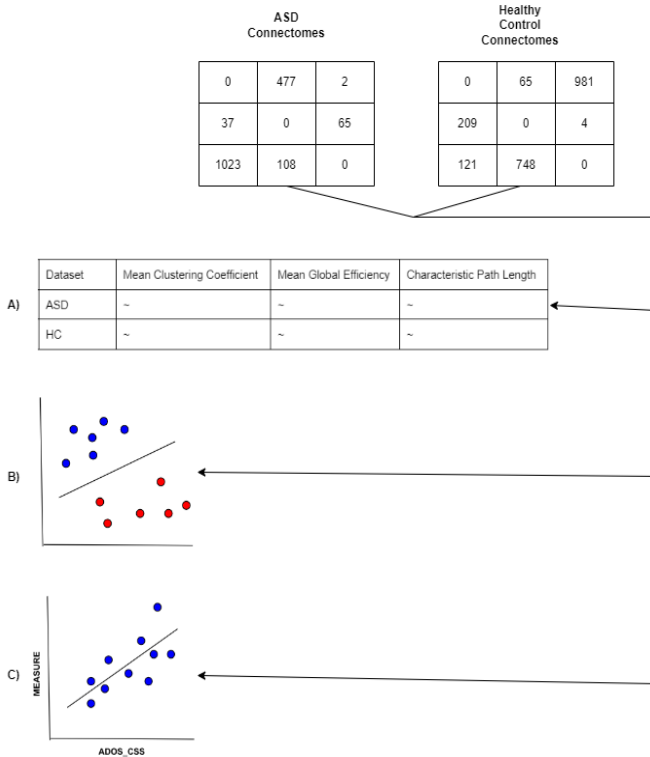 ASD
Connectomes
Healthy
Control
Connectomes
0 477 2
37 0 65
1023 108 0
0 65 981
209 0 4
121 748 0
A)
Dataset Mean Clustering Coefficient Mean Global Efficiency Characteristic Path Length
ASD ~ ~ ~
HC ~ ~ ~
B)
C)
MEASURE
ADOS_CSS